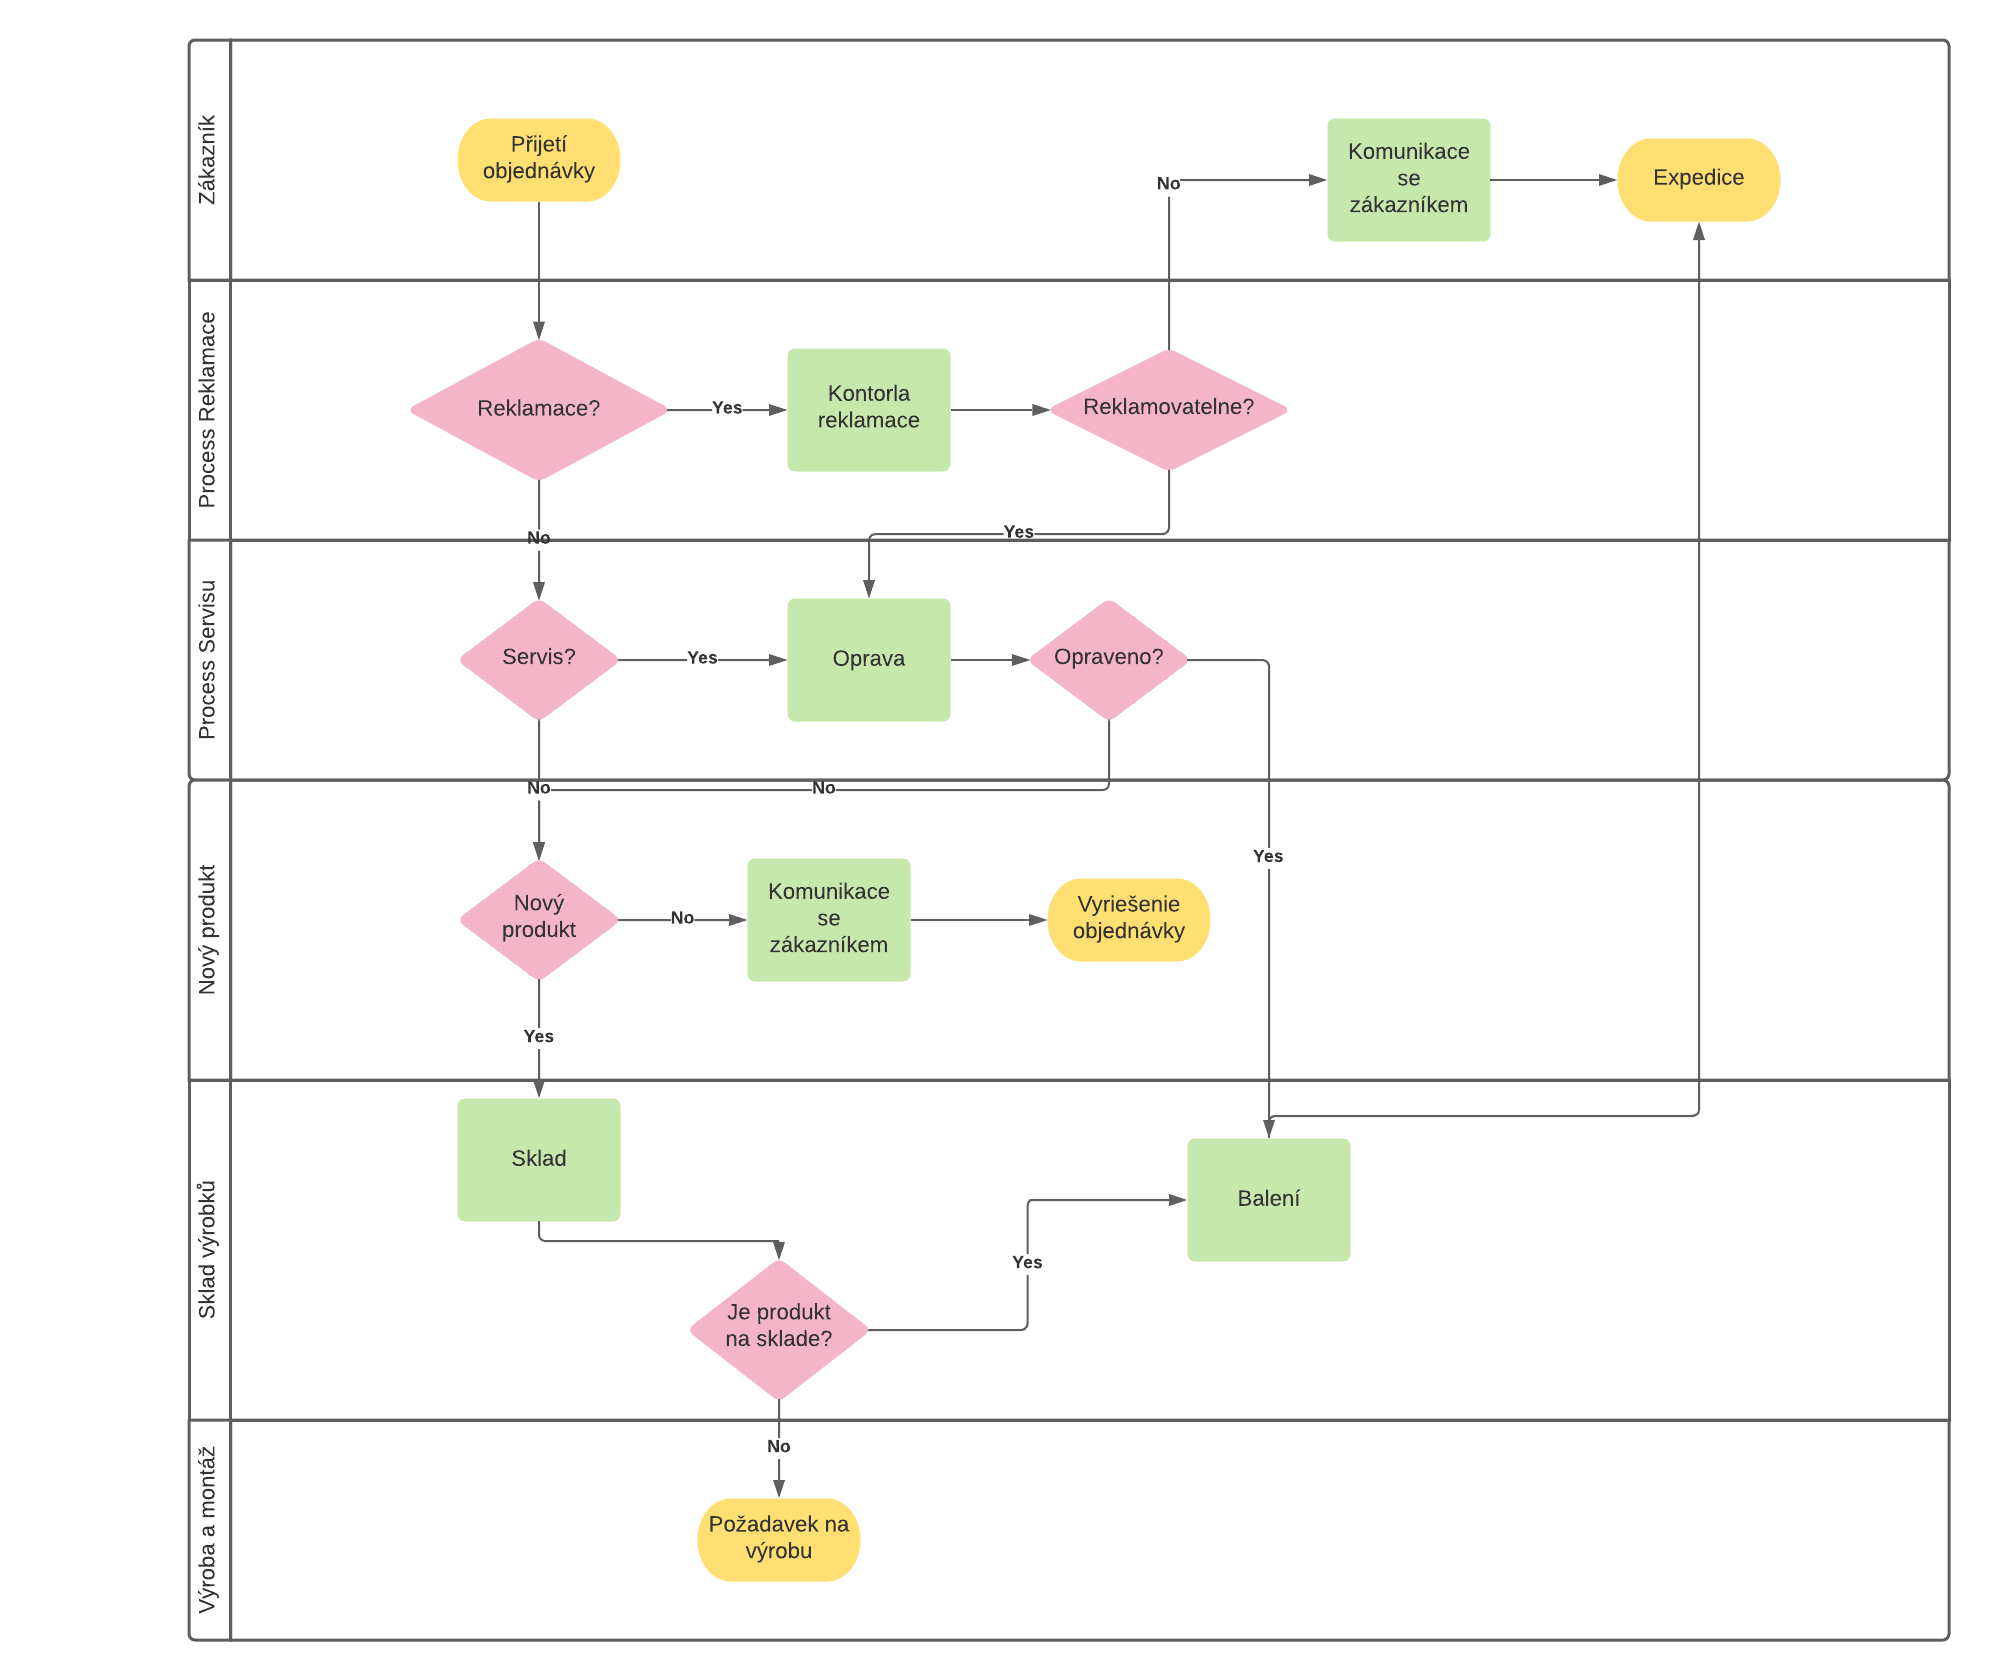 Zákazník
Přijetí
objednávky
No
Komunikace
se
zákazníkem
Expedice
Process Reklamace
Reklamace?
Yes
Kontorla
reklamace
Reklamovatelne?
No
Yes
Process Servisu
Servis?
Yes
Oprava
Opraveno?
No
No
Nový produkt
Nový
produkt
No
Komunikace
se
zákazníkem
Vyriešenie
objednávky
Yes
Yes
Sklad výrobků
Sklad
Balení
Yes
Je produkt
na sklade?
No
Výroba a montáž
Požadavek na
výrobu